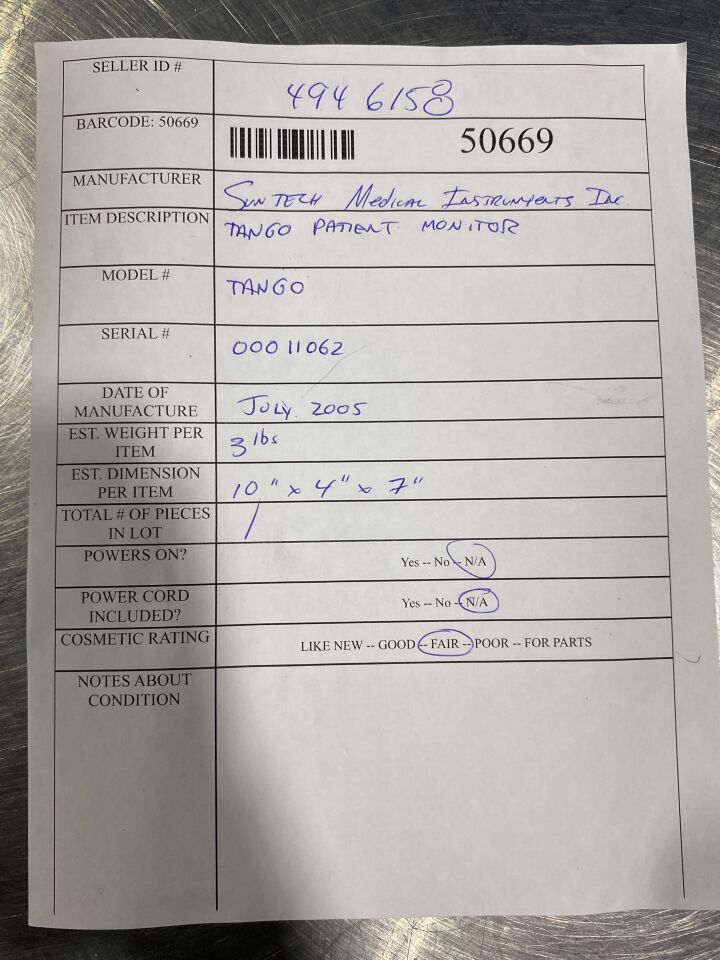 SELLER ID # 494 6158
BARCODE: 50669 50669
MANUFACTURER SUNTECH MEDICAL INSTRUMENTS INC.
ITEM DESCRIPTION TANGO PATIENT MONITOR
MODEL # TANGO
SERIAL # 00011062
DATE OF
MANUFACTURE JULY 2005
EST. WEIGHT PER
ITEM 3 lbs
EST. DIMENSION
PER ITEM 10" x 4" x 7"
TOTAL # OF PIECES
IN LOT 1
POWERS ON? Yes -- No -- N/A
POWER CORD
INCLUDED? Yes -- No -- N/A
COSMETIC RATING LIKE NEW -- GOOD -- FAIR -- POOR -- FOR PARTS
NOTES ABOUT
CONDITION